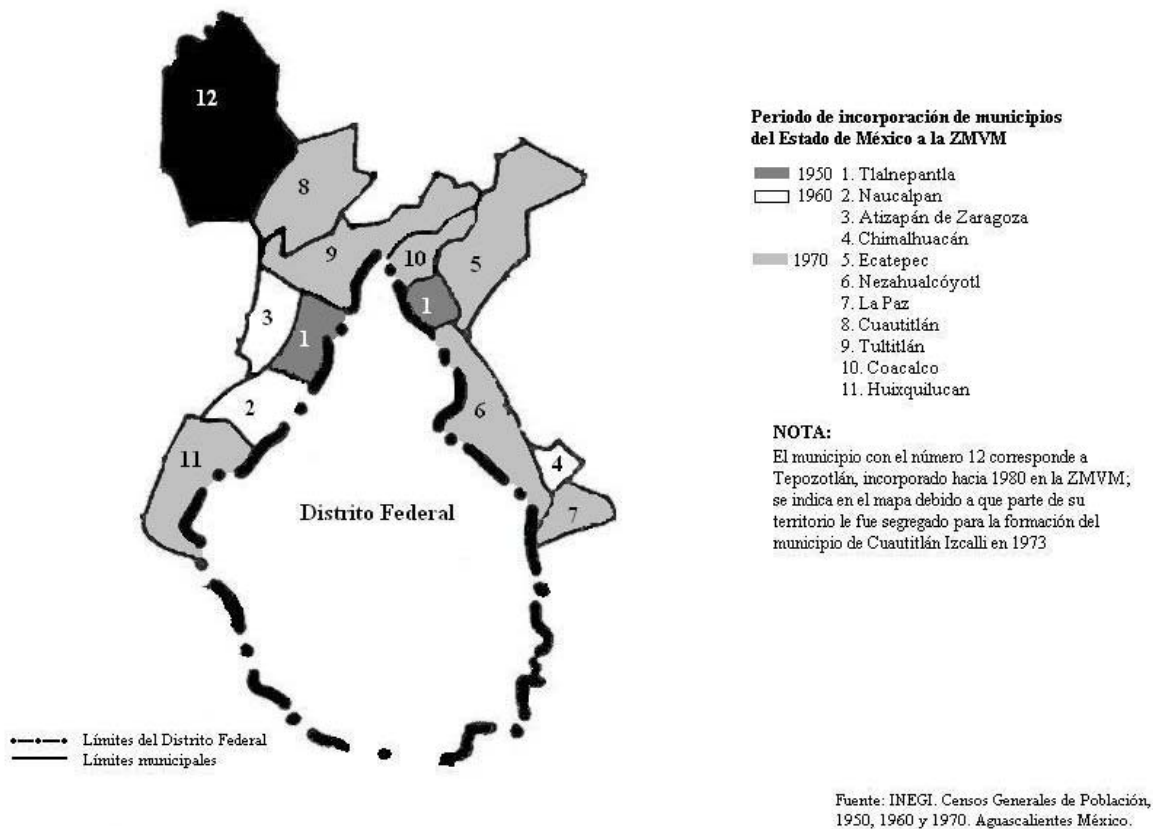 12
8
9
10
5
1
3
1
2
6
4
11
7
Distrito Federal
Límites del Distrito Federal
Límites municipales
Periodo de incorporación de municipios
del Estado de México a la ZMVM
1950 1. Tlalnepantla
1960 2. Naucalpan
3. Atizapán de Zaragoza
4. Chimalhuacán
1970 5. Ecatepec
6. Nezahualcóyotl
7. La Paz
8. Cuautitlán
9. Tultitlán
10. Coacalco
11. Huixquilucan
NOTA:
El municipio con el número 12 corresponde a
Tepozotlán, incorporado hacia 1980 en la ZMVM;
se indica en el mapa debido a que parte de su
territorio le fue segregado para la formación del
municipio de Cuautitlán Izcalli en 1973
Fuente: INEGI. Censos Generales de Población,
1950, 1960 y 1970. Aguascalientes México.